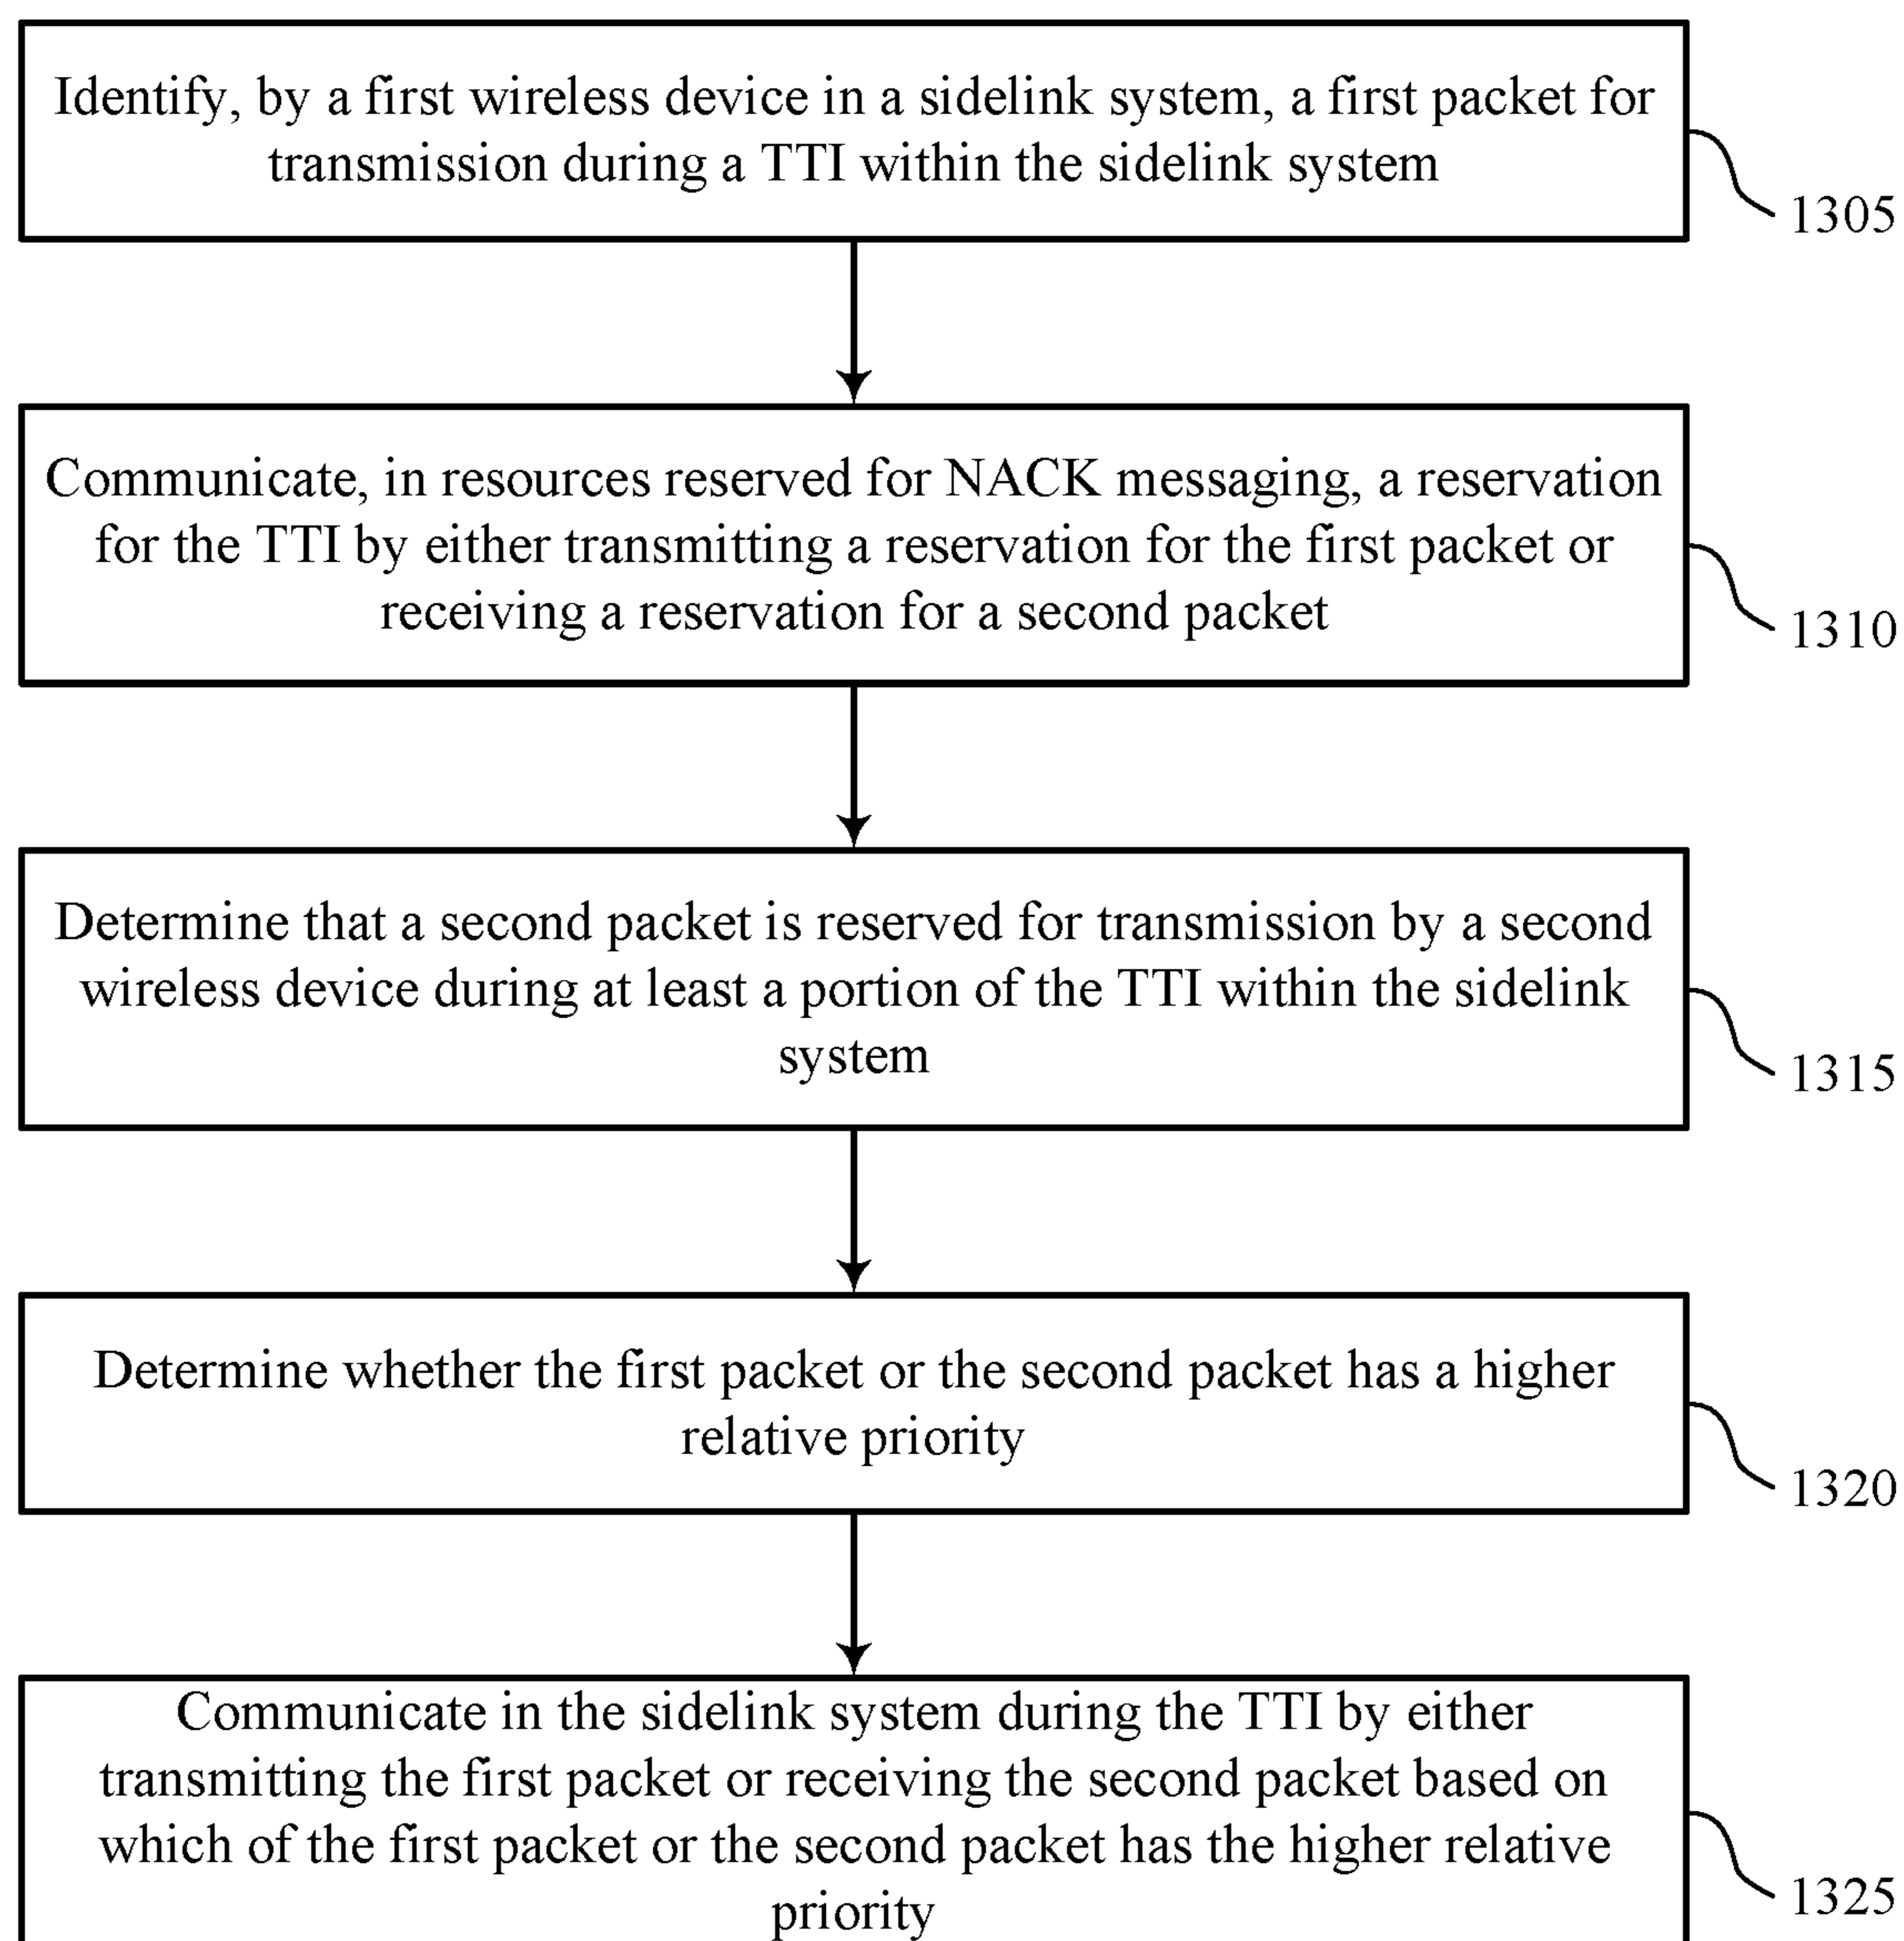 Identify, by a first wireless device in a sidelink system, a first packet for
transmission during a TTI within the sidelink system
1305
Communicate, in resources reserved for NACK messaging, a reservation
for the TTI by either transmitting a reservation for the first packet or
receiving a reservation for a second packet
1310
Determine that a second packet is reserved for transmission by a second
wireless device during at least a portion of the TTI within the sidelink
system
1315
Determine whether the first packet or the second packet has a higher
relative priority
1320
Communicate in the sidelink system during the TTI by either
transmitting the first packet or receiving the second packet based on
which of the first packet or the second packet has the higher relative
priority
1325